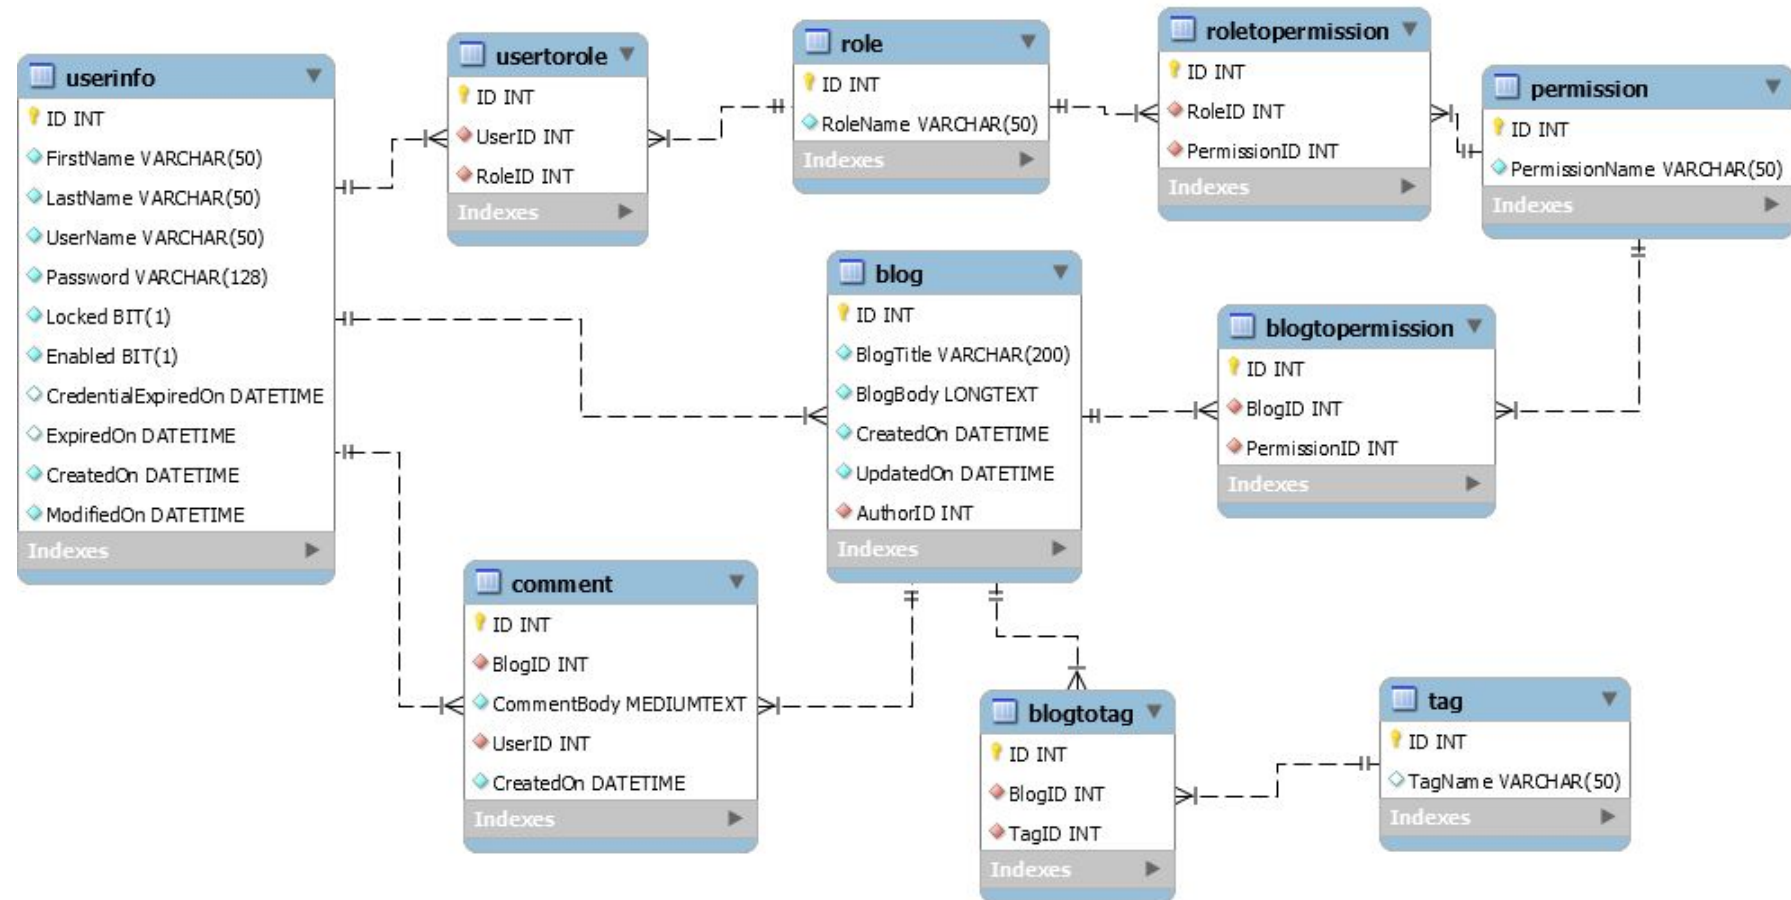 userinfo
ID INT
FirstName VARCHAR(50)
LastName VARCHAR(50)
UserName VARCHAR(50)
Password VARCHAR(128)
Locked BIT(1)
Enabled BIT(1)
CredentialExpiredOn DATETIME
ExpiredOn DATETIME
CreatedOn DATETIME
ModifiedOn DATETIME
Indexes
usertorole
ID INT
UserID INT
RoleID INT
Indexes
role
ID INT
RoleName VARCHAR(50)
Indexes
roletopermission
ID INT
RoleID INT
PermissionID INT
Indexes
permission
ID INT
PermissionName VARCHAR(50)
Indexes
blog
ID INT
BlogTitle VARCHAR(200)
BlogBody LONGTEXT
CreatedOn DATETIME
UpdatedOn DATETIME
AuthorID INT
Indexes
blogtopermission
ID INT
BlogID INT
PermissionID INT
Indexes
comment
ID INT
BlogID INT
CommentBody MEDIUMTEXT
UserID INT
CreatedOn DATETIME
Indexes
blogtotag
ID INT
BlogID INT
TagID INT
Indexes
tag
ID INT
TagName VARCHAR(50)
Indexes